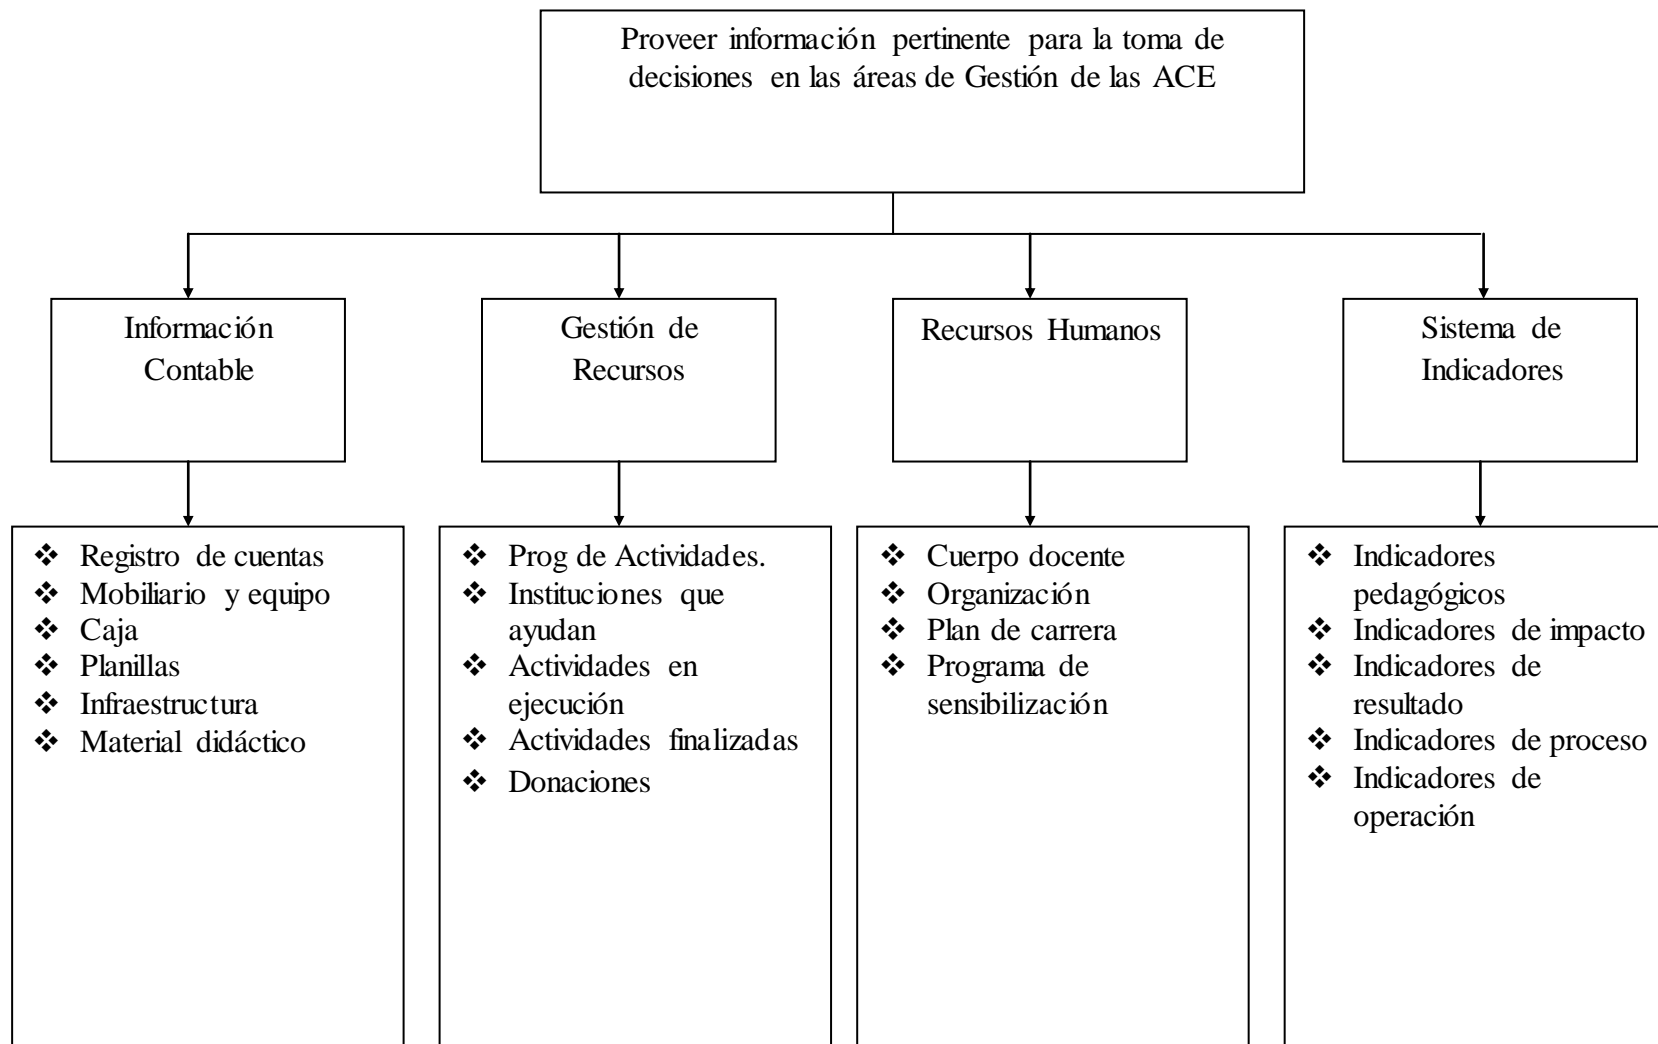 Proveer información pertinente para la toma de
decisiones en las áreas de Gestión de las ACE
Información
Contable
Gestión de
Recursos
Recursos Humanos
Sistema de
Indicadores
❖ Registro de cuentas
❖ Mobiliario y equipo
❖ Caja
❖ Planillas
❖ Infraestructura
❖ Material didáctico
❖ Prog de Actividades.
❖ Instituciones que
ayudan
❖ Actividades en
ejecución
❖ Actividades finalizadas
❖ Donaciones
❖ Cuerpo docente
❖ Organización
❖ Plan de carrera
❖ Programa de
sensibilización
❖ Indicadores
pedagógicos
❖ Indicadores de impacto
❖ Indicadores de
resultado
❖ Indicadores de proceso
❖ Indicadores de
operación